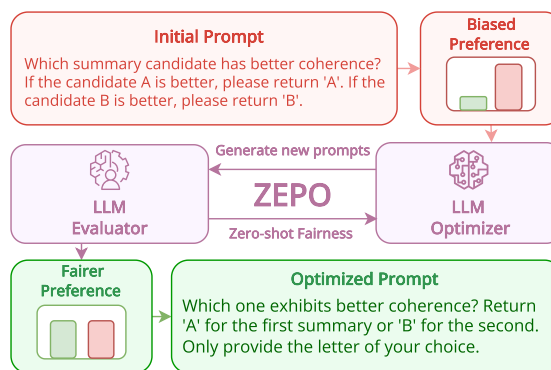 Initial Prompt
Which summary candidate has better coherence?
If the candidate A is better, please return 'A'. If the
candidate B is better, please return 'B'.
Biased
Preference
Generate new prompts
LLM
Evaluator
ZEPO
Zero-shot Fairness
LLM
Optimizer
Fairer
Preference
Optimized Prompt
Which one exhibits better coherence? Return
'A' for the first summary or 'B' for the second.
Only provide the letter of your choice.